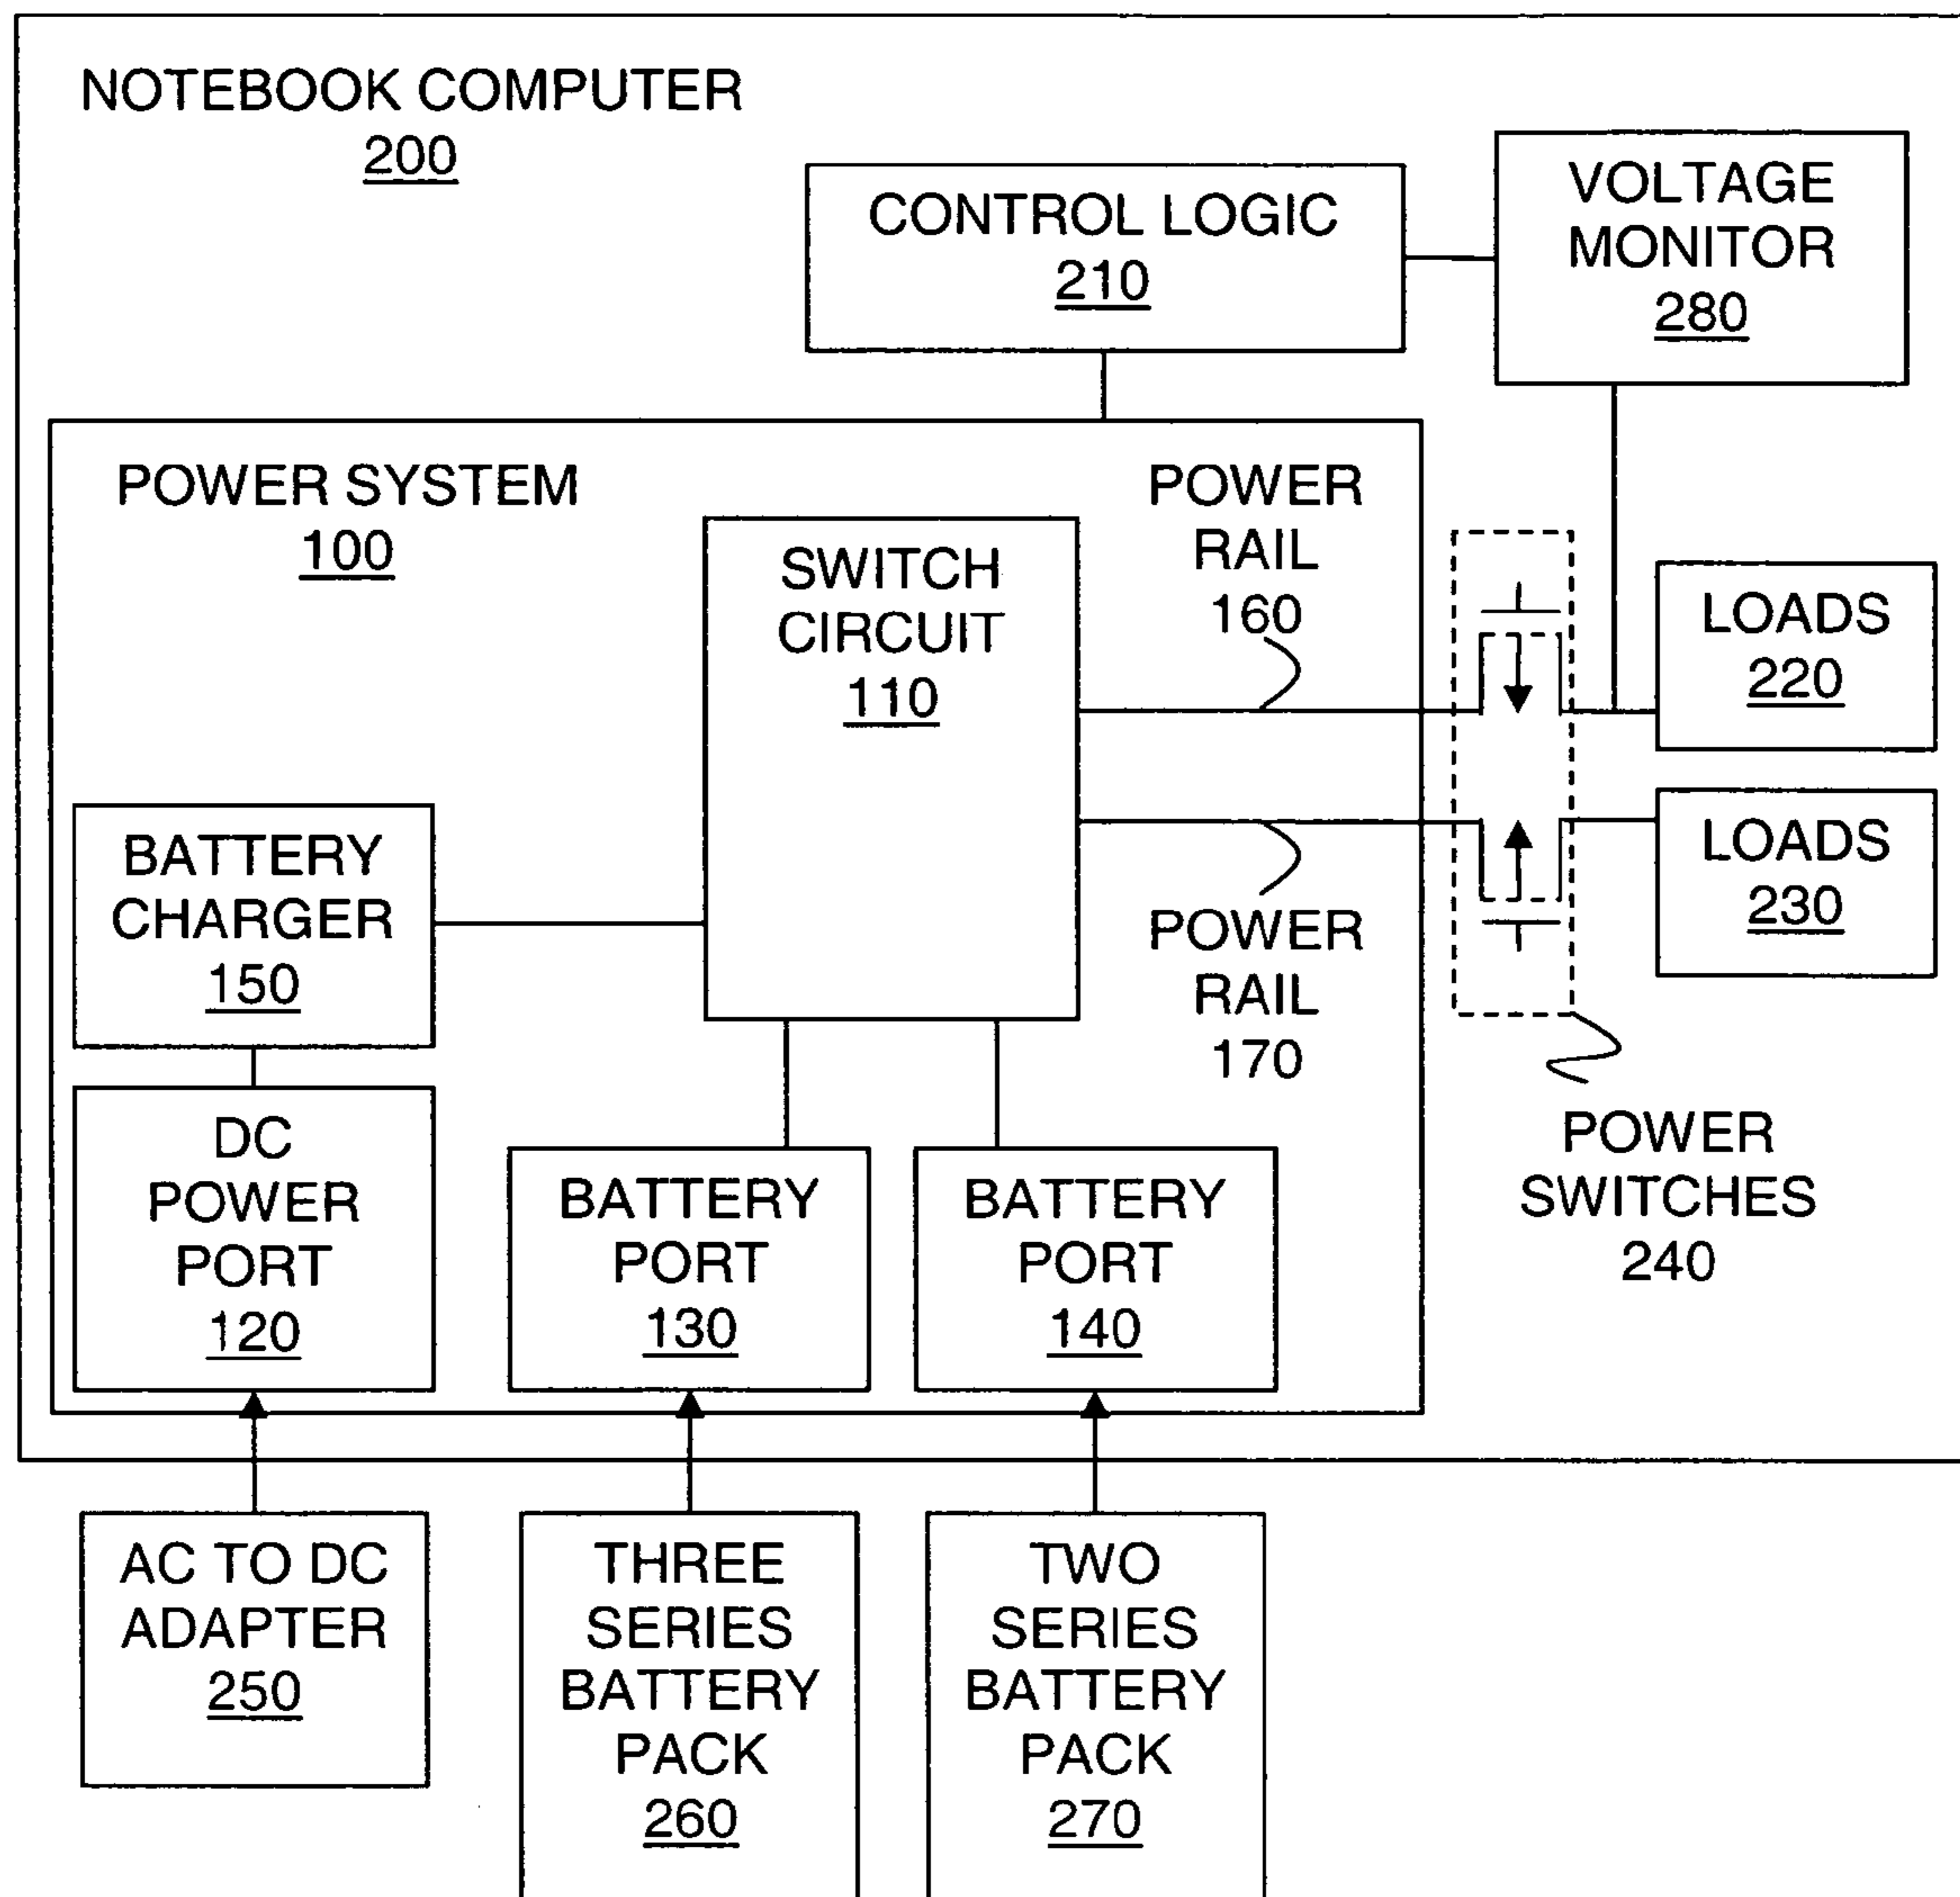 NOTEBOOK COMPUTER
200
CONTROL LOGIC
210
VOLTAGE
MONITOR
280
POWER SYSTEM
100
SWITCH
CIRCUIT
110
POWER
RAIL
160
LOADS
220
LOADS
230
BATTERY
CHARGER
150
POWER
RAIL
170
POWER
SWITCHES
240
DC
POWER
PORT
120
BATTERY
PORT
130
BATTERY
PORT
140
AC TO DC
ADAPTER
250
THREE
SERIES
BATTERY
PACK
260
TWO
SERIES
BATTERY
PACK
270